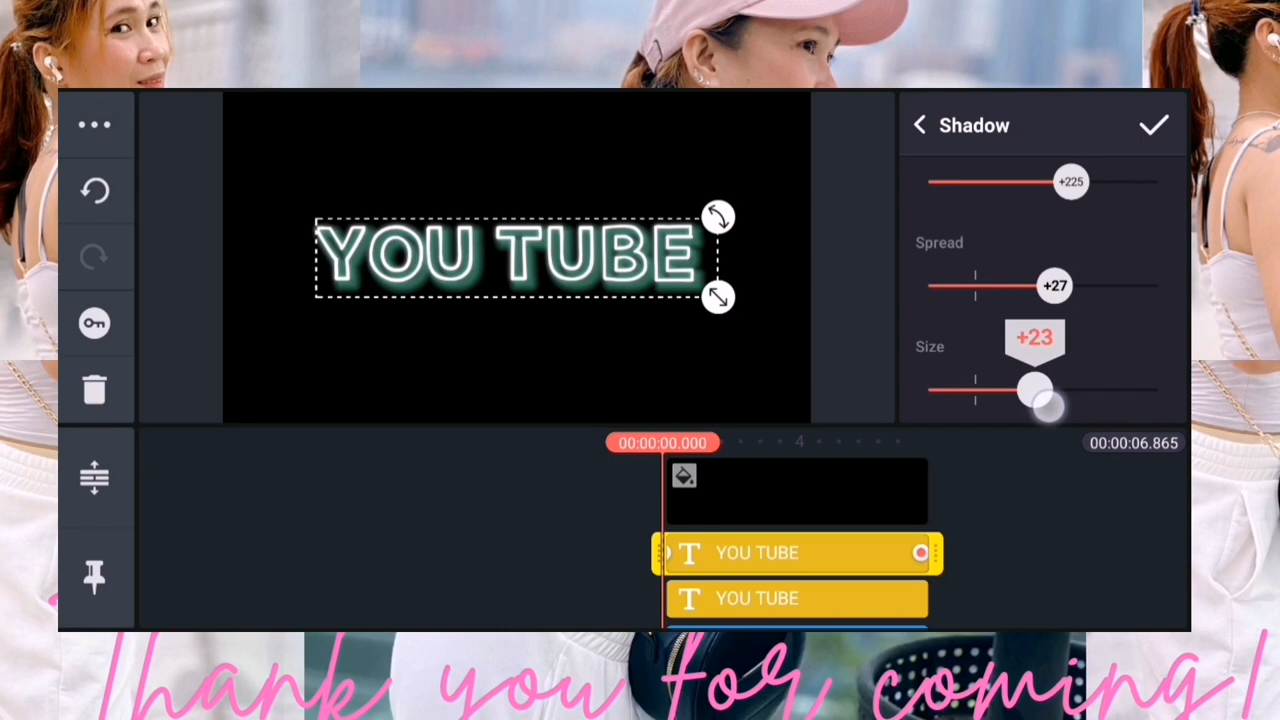 Shadow
+225
YOU TUBE
Spread
+27
+23
Size
00:00:00.000
4
00:00:06.865
T YOU TUBE
T YOU TUBE
Thank you for coming!